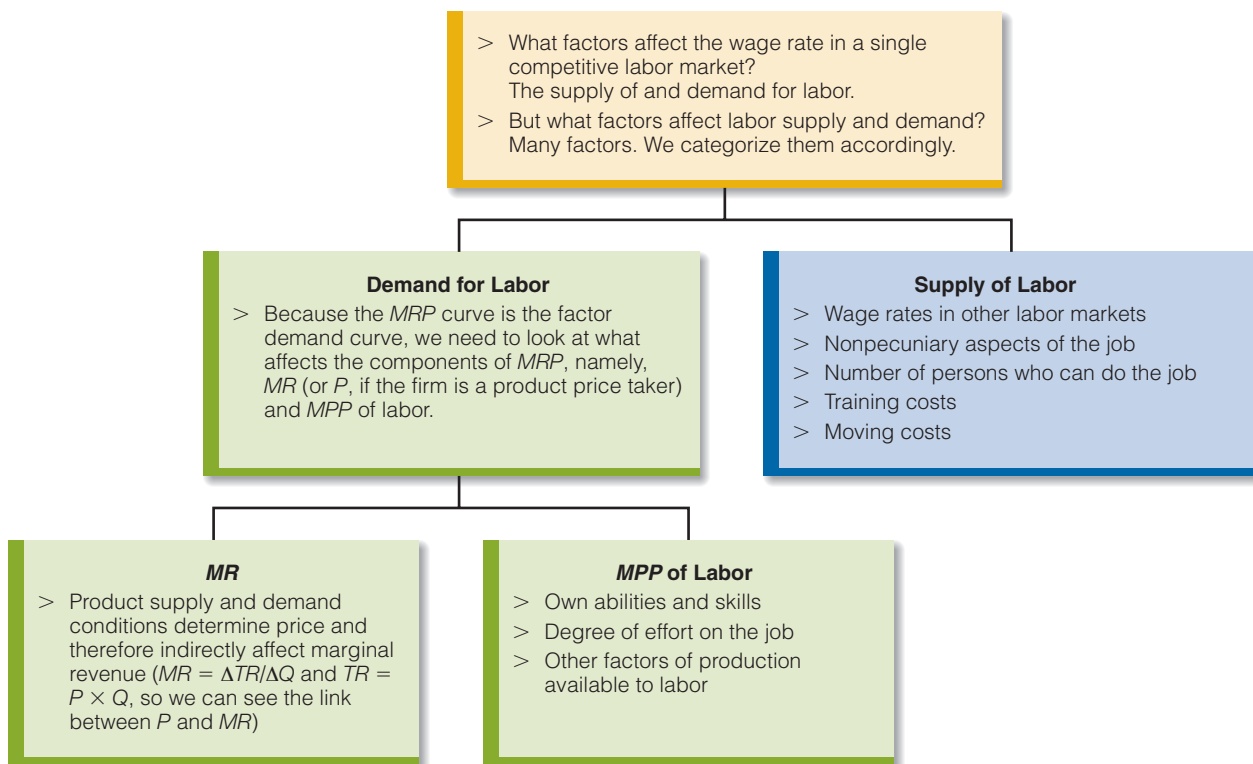 > What factors affect the wage rate in a single
competitive labor market?
The supply of and demand for labor.
> But what factors affect labor supply and demand?
Many factors. We categorize them accordingly.
Demand for Labor
> Because the MRP curve is the factor
demand curve, we need to look at what
affects the components of MRP, namely,
MR (or P, if the firm is a product price taker)
and MPP of labor.
Supply of Labor
> Wage rates in other labor markets
> Nonpecuniary aspects of the job
> Number of persons who can do the job
> Training costs
> Moving costs
MR
> Product supply and demand
conditions determine price and
therefore indirectly affect marginal
revenue (MR = ΔTR/ΔQ and TR =
P × Q, so we can see the link
between P and MR)
MPP of Labor
> Own abilities and skills
> Degree of effort on the job
> Other factors of production
available to labor